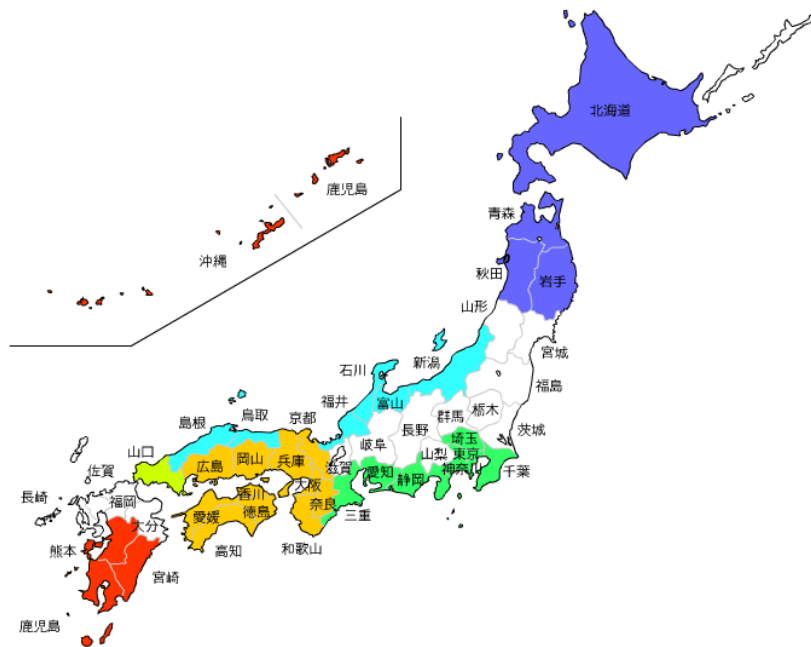 北海道
青森
秋田
岩手
山形
宮城
福島
新潟
石川
富山
福井
群馬
栃木
茨城
長野
岐阜
埼玉
山梨
東京
神奈川
千葉
静岡
愛知
滋賀
三重
京都
兵庫
大阪
奈良
和歌山
鳥取
島根
岡山
広島
山口
香川
徳島
愛媛
高知
佐賀
長崎
福岡
大分
熊本
宮崎
鹿児島
鹿児島
沖縄